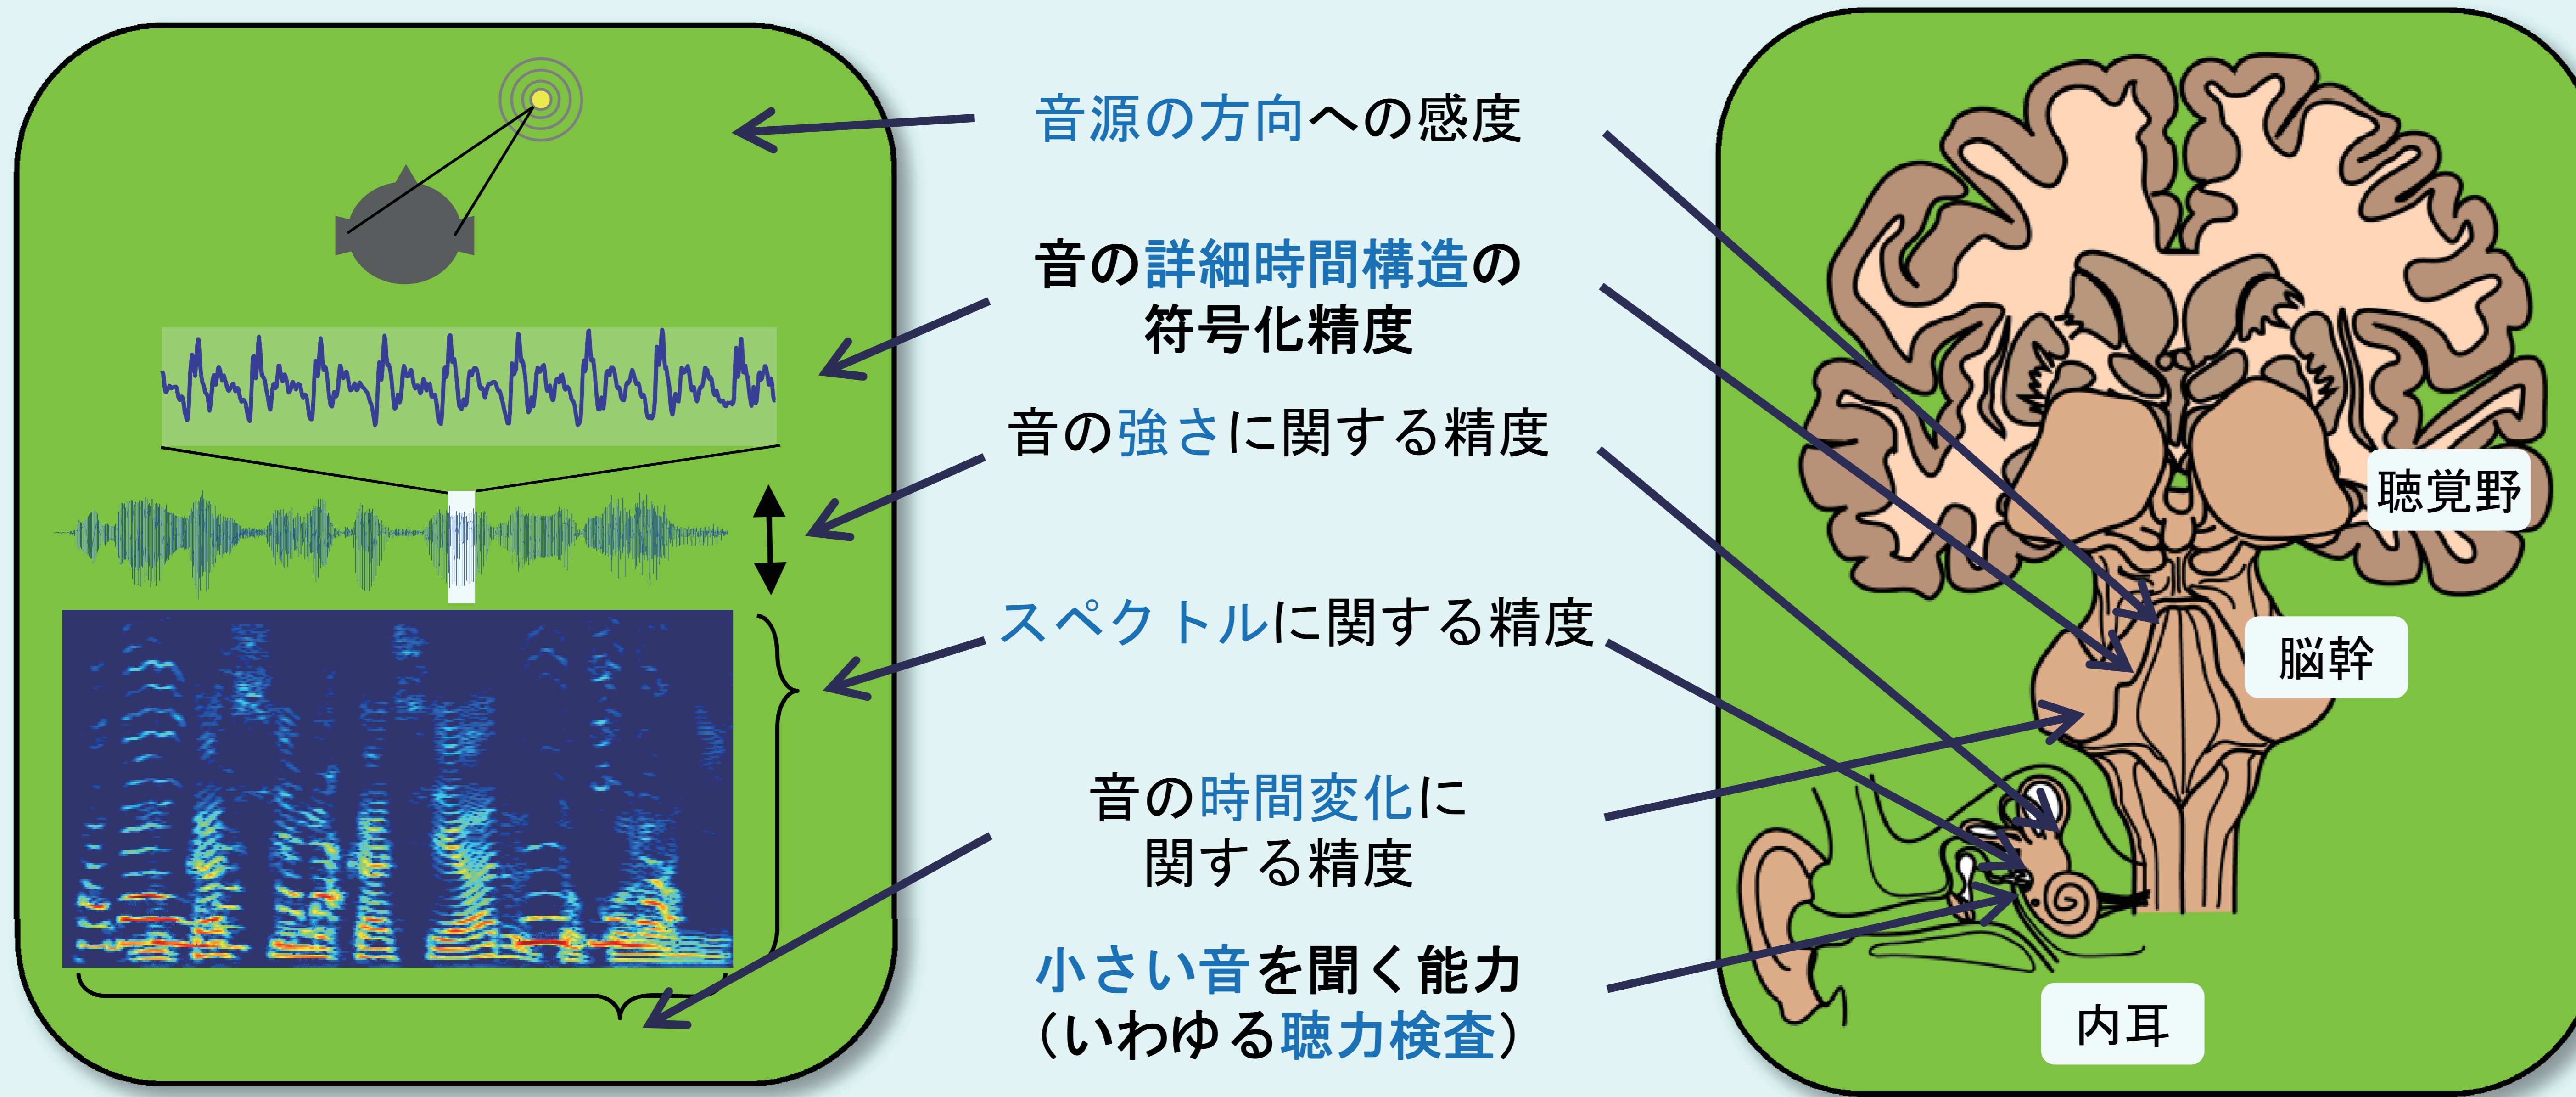 音源の方向への感度
音の詳細時間構造の
符号化精度
音の強さに関する精度
スペクトルに関する精度
音の時間変化に
関する精度
小さい音を聞く能力
（いわゆる聴力検査）
聴覚野
脳幹
内耳